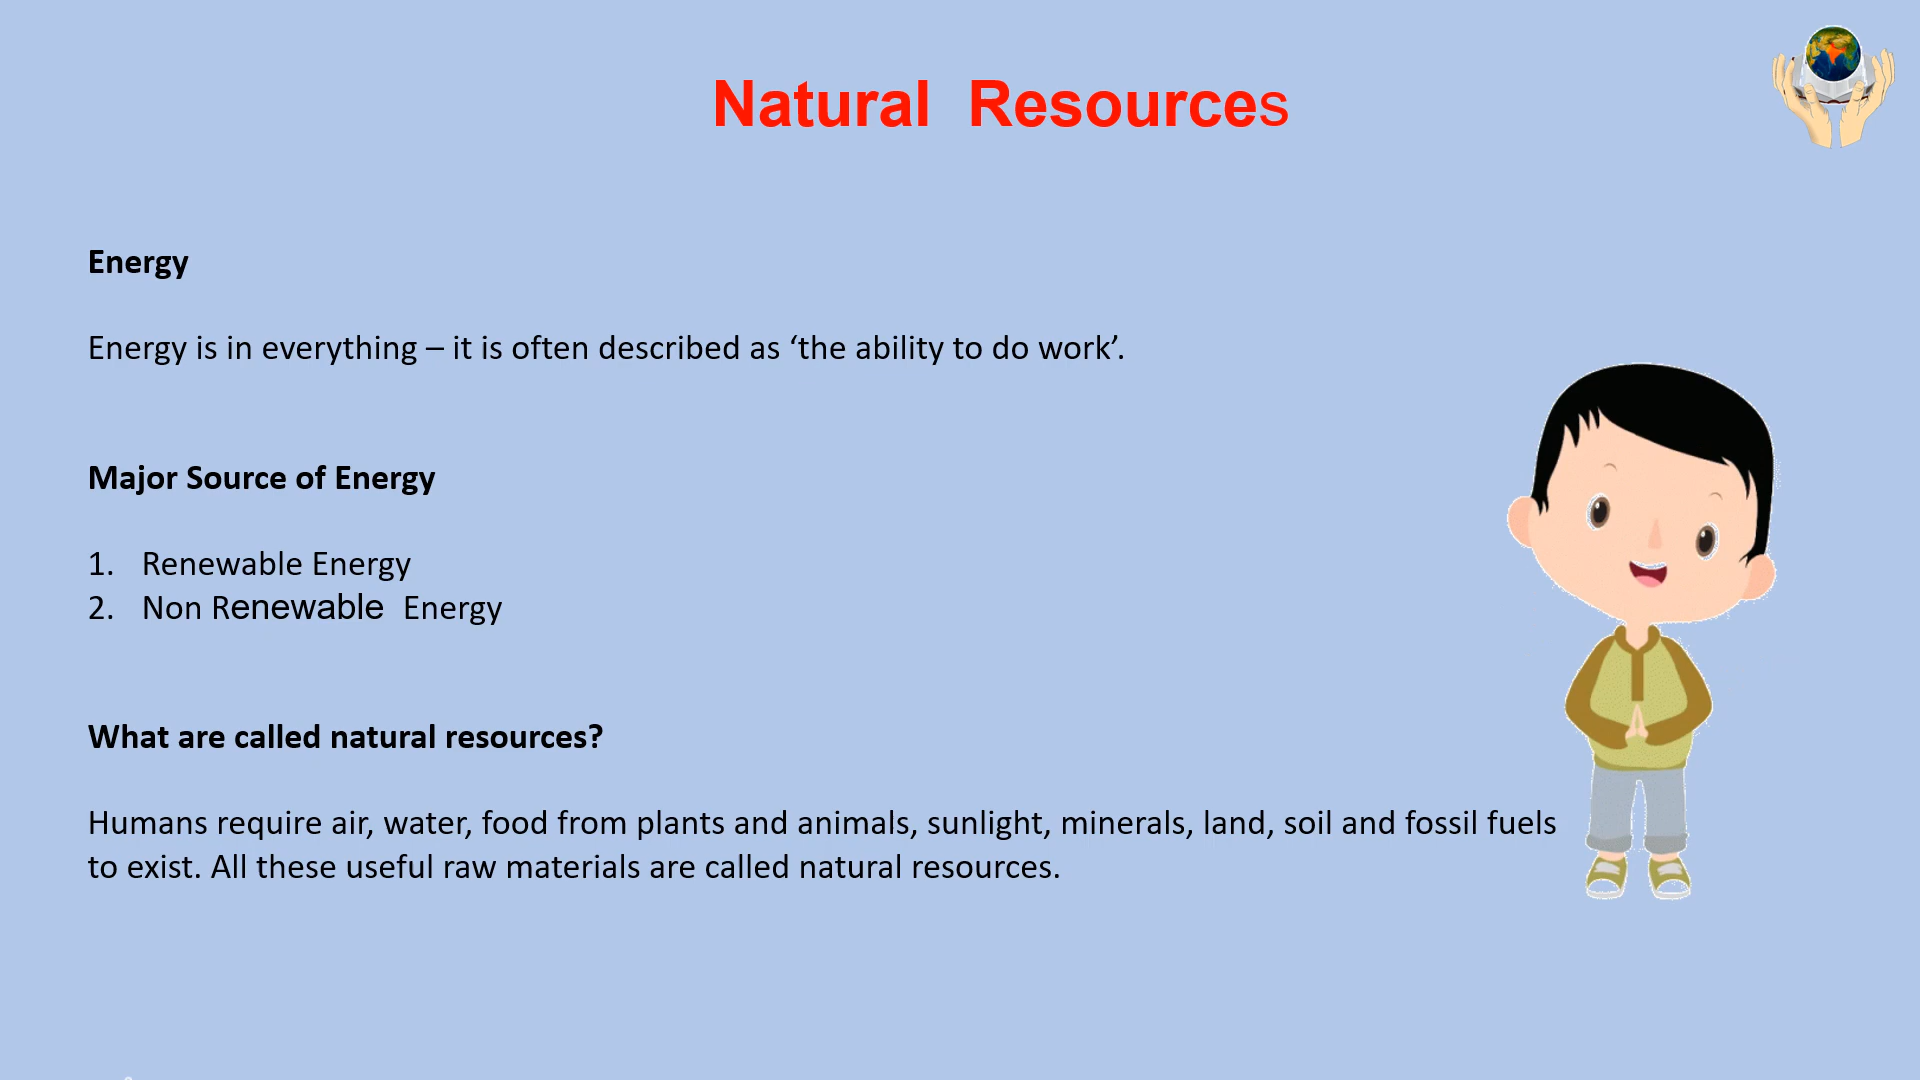 Natural  Resources
Energy
Energy is in everything – it is often described as ‘the ability to do work’.
Major Source of Energy
1. Renewable Energy
2. Non Renewable  Energy
What are called natural resources?
Humans require air, water, food from plants and animals, sunlight, minerals, land, soil and fossil fuels
to exist. All these useful raw materials are called natural resources.